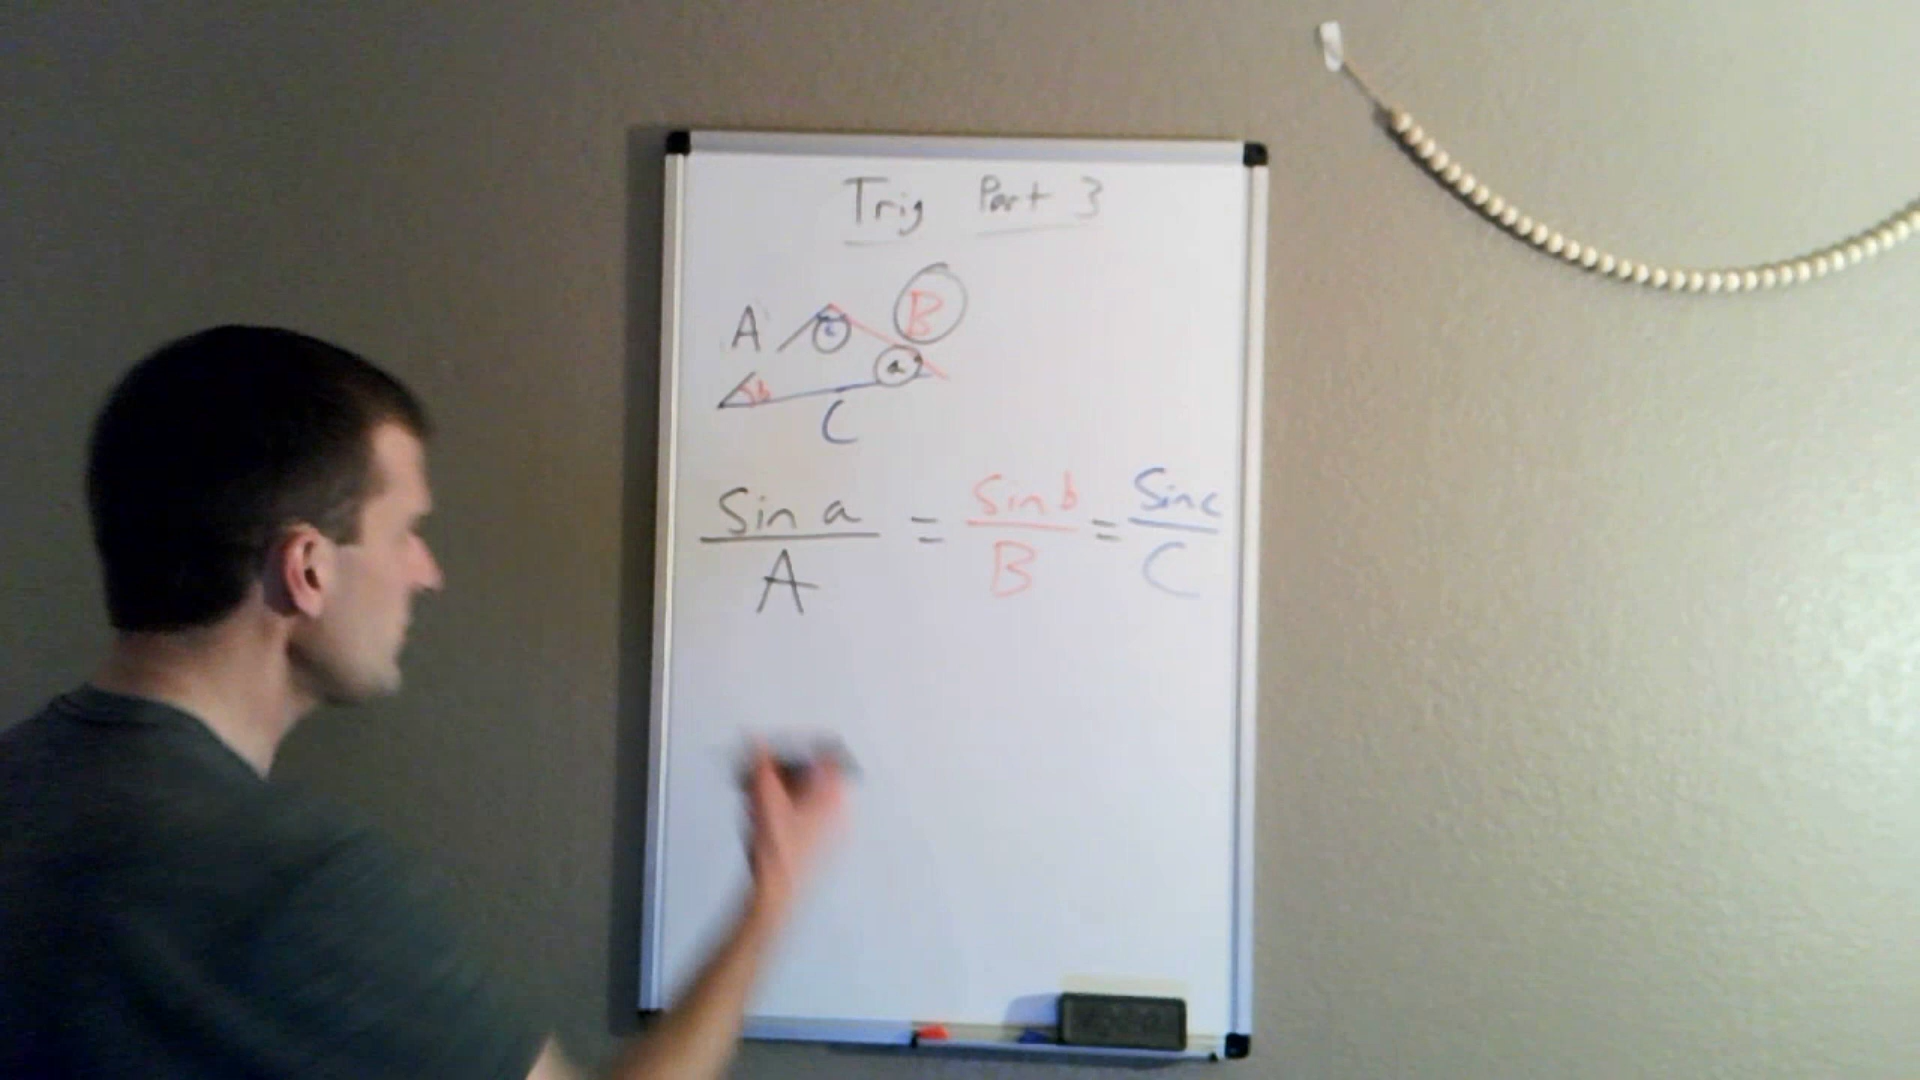 Trig Part 3
A c B
b a
C
Sin a = Sin b = Sin c
A B C